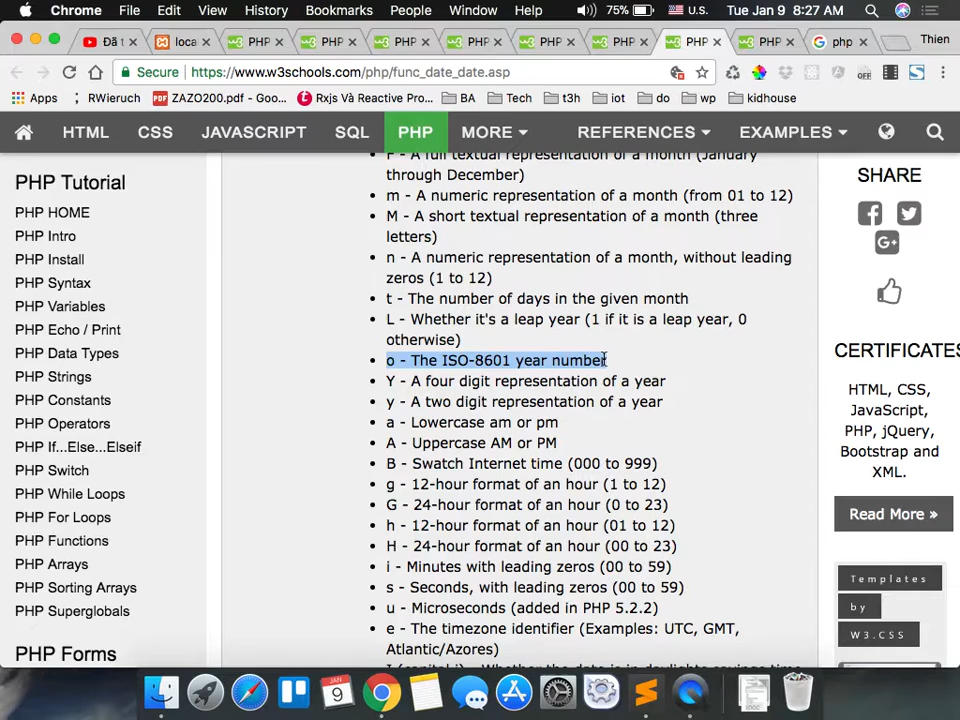 Chrome File Edit View History Bookmarks People Window Help 75% U.S. Tue Jan 9 8:27 AM
Đã t loca PHP PHP PHP PHP PHP PHP PHP PHP php Thien
Secure https://www.w3schools.com/php/func_date_date.asp
Apps RWieruch ZAZO200.pdf - Goo... Rxjs Và Reactive Pro... BA Tech t3h iot do wp kidhouse
HTML CSS JAVASCRIPT SQL PHP MORE REFERENCES EXAMPLES
PHP Tutorial
PHP HOME
PHP Intro
PHP Install
PHP Syntax
PHP Variables
PHP Echo / Print
PHP Data Types
PHP Strings
PHP Constants
PHP Operators
PHP If...Else...Elseif
PHP Switch
PHP While Loops
PHP For Loops
PHP Functions
PHP Arrays
PHP Sorting Arrays
PHP Superglobals
PHP Forms
F - A full textual representation of a month (January
through December)
m - A numeric representation of a month (from 01 to 12)
M - A short textual representation of a month (three
letters)
n - A numeric representation of a month, without leading
zeros (1 to 12)
t - The number of days in the given month
L - Whether it's a leap year (1 if it is a leap year, 0
otherwise)
o - The ISO-8601 year number
Y - A four digit representation of a year
y - A two digit representation of a year
a - Lowercase am or pm
A - Uppercase AM or PM
B - Swatch Internet time (000 to 999)
g - 12-hour format of an hour (1 to 12)
G - 24-hour format of an hour (0 to 23)
h - 12-hour format of an hour (01 to 12)
H - 24-hour format of an hour (00 to 23)
i - Minutes with leading zeros (00 to 59)
s - Seconds, with leading zeros (00 to 59)
u - Microseconds (added in PHP 5.2.2)
e - The timezone identifier (Examples: UTC, GMT,
Atlantic/Azores)
I (capital i) - Whether the date is in daylights savings time
SHARE
CERTIFICATES
HTML, CSS,
JavaScript,
PHP, jQuery,
Bootstrap and
XML.
Read More »
Templates
by
W3.CSS
JAN
9